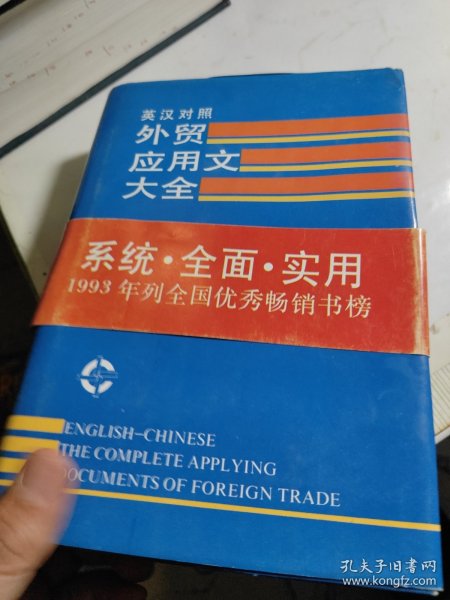 英汉对照
外贸
应用文
大全
系统·全面·实用
1993年列全国优秀畅销书榜
ENGLISH-CHINESE
THE COMPLETE APPLYING
DOCUMENTS OF FOREIGN TRADE
孔夫子旧书网
www.kongfz.com